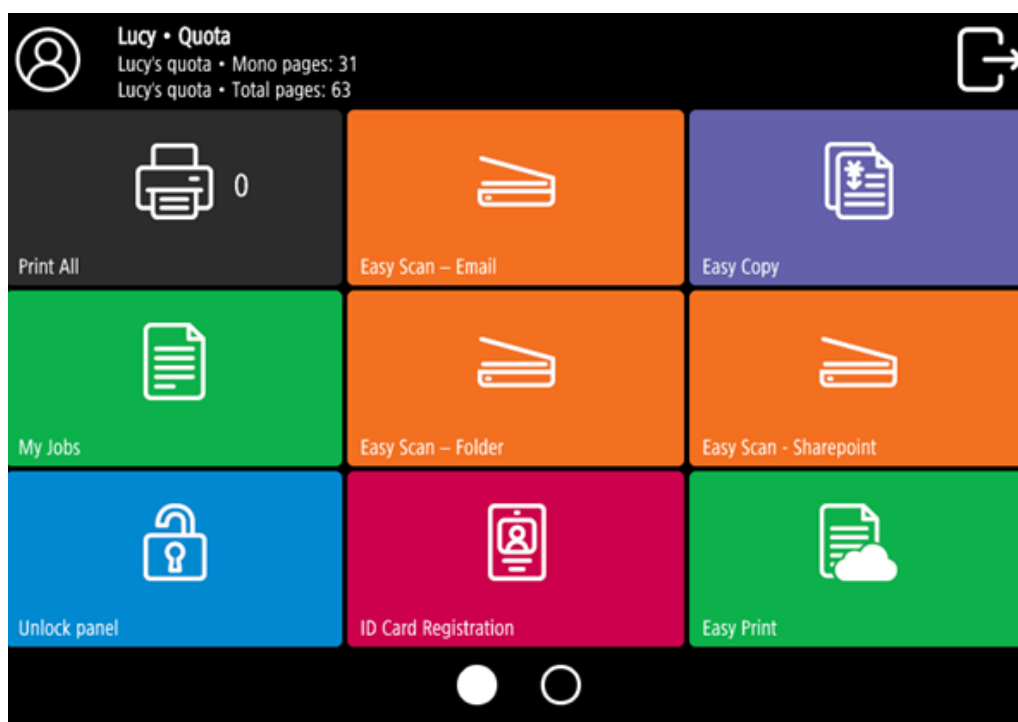 Lucy • Quota
Lucy's quota • Mono pages: 31
Lucy's quota • Total pages: 63
0
Print All
Easy Scan – Email
Easy Copy
My Jobs
Easy Scan – Folder
Easy Scan - Sharepoint
Unlock panel
ID Card Registration
Easy Print